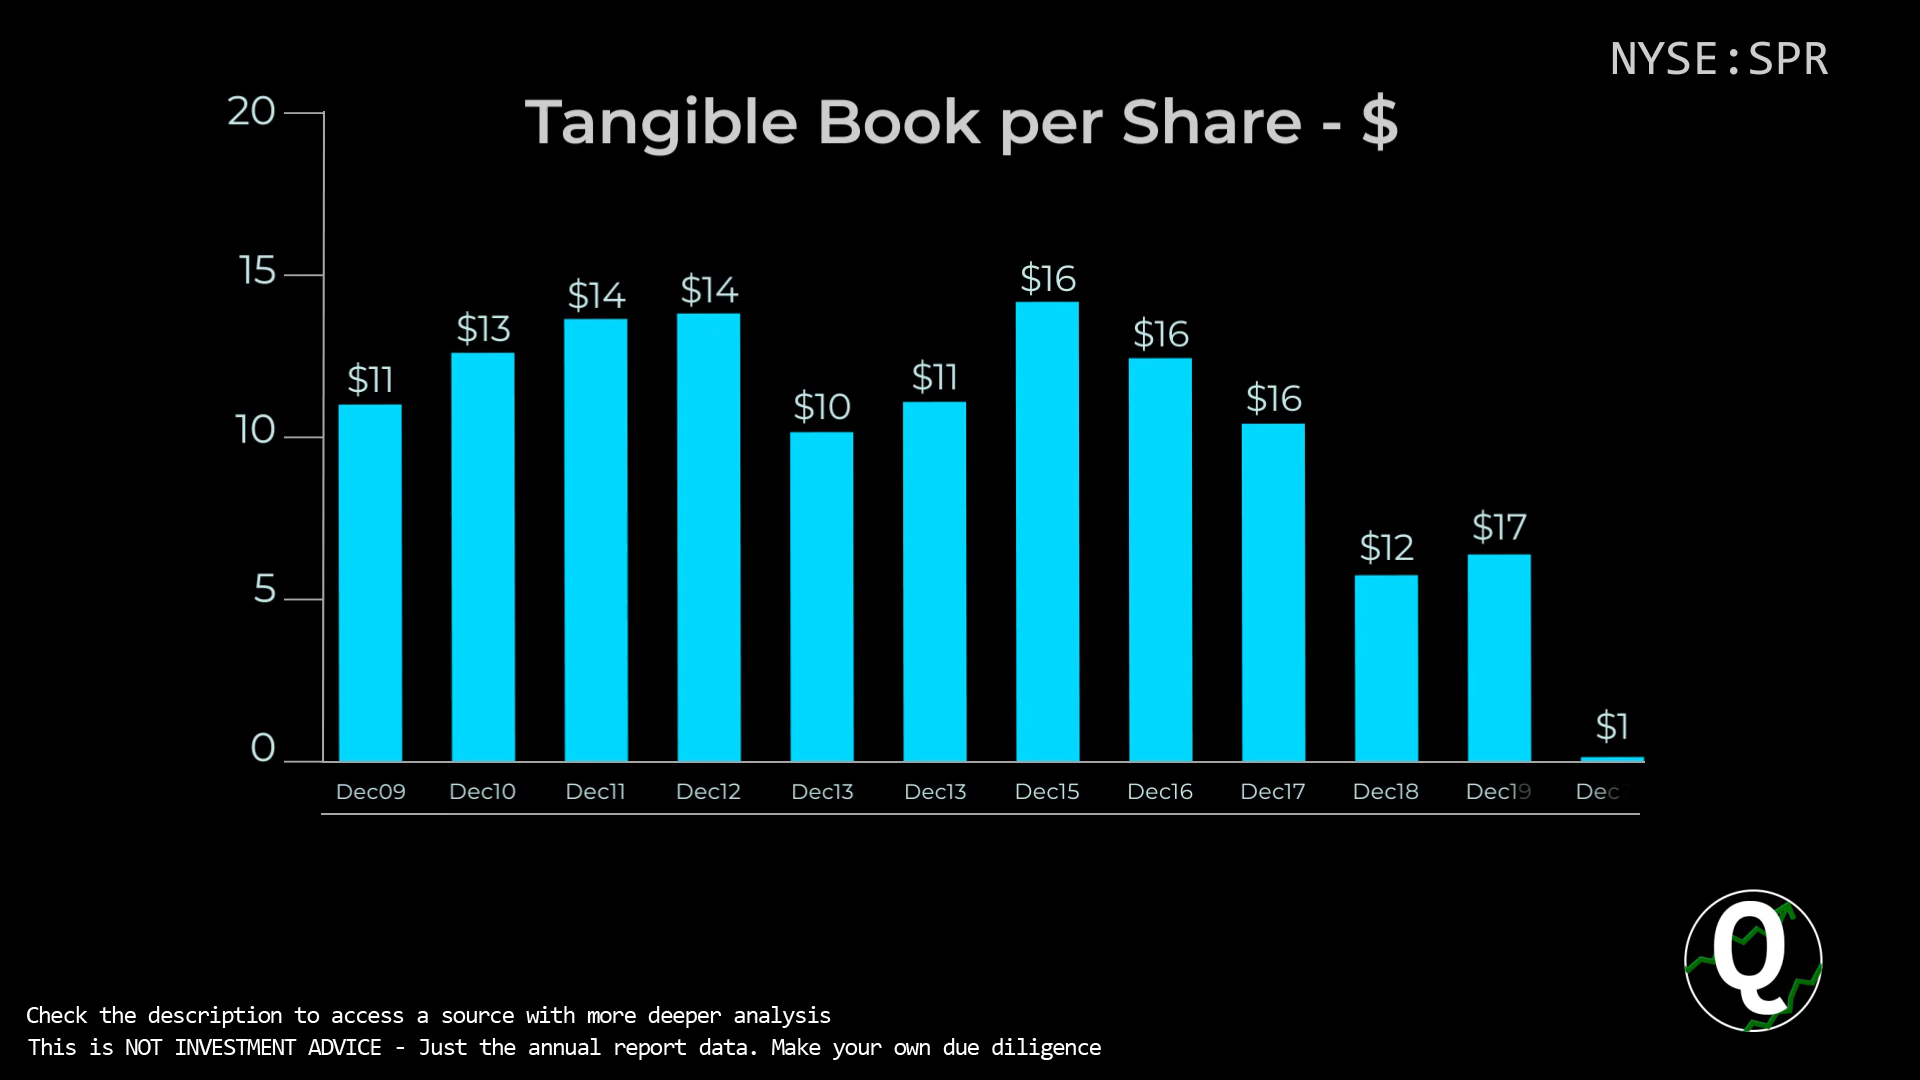 NYSE:SPR
Tangible Book per Share - $
20
15
10
5
0
$11
$13
$14
$14
$10
$11
$16
$16
$16
$12
$17
$1
Dec09 Dec10 Dec11 Dec12 Dec13 Dec13 Dec15 Dec16 Dec17 Dec18 Dec19 Dec
Q
Check the description to access a source with more deeper analysis
This is NOT INVESTMENT ADVICE - Just the annual report data. Make your own due diligence